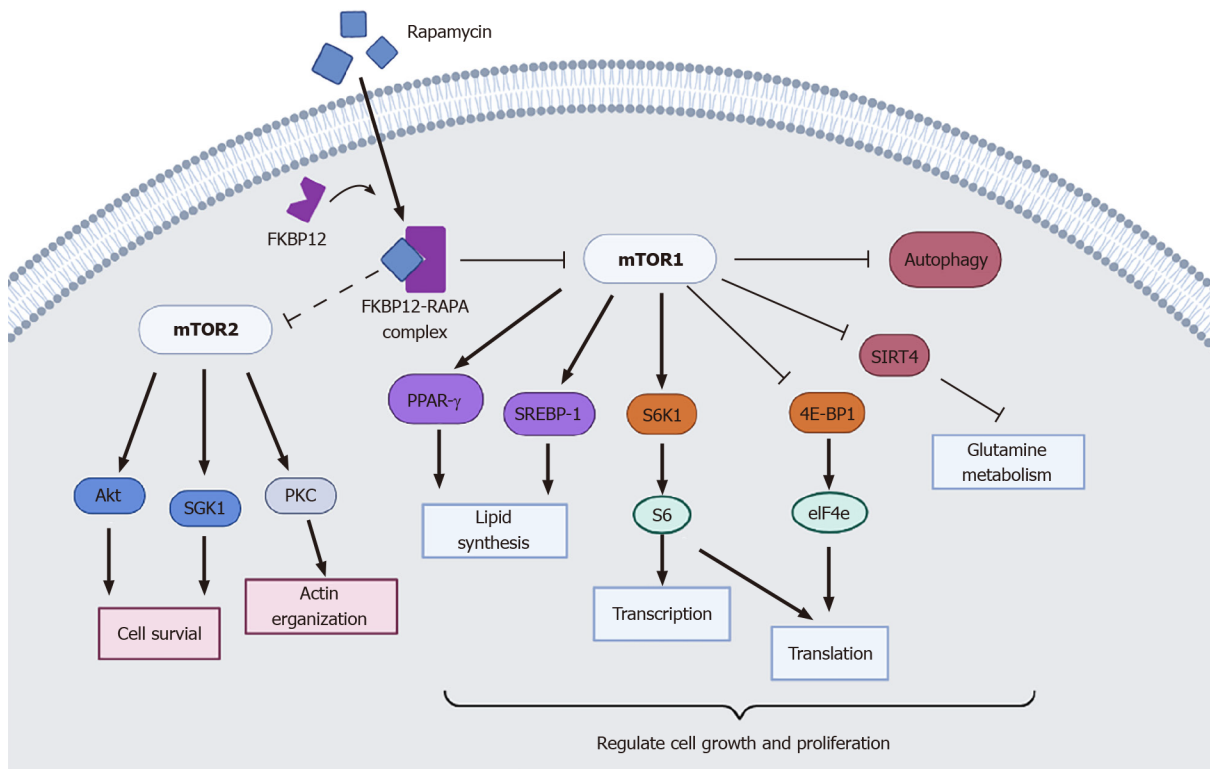 Rapamycin
FKBP12
FKBP12-RAPA
complex
mTOR1
Autophagy
mTOR2
SIRT4
PPAR-γ
SREBP-1
S6K1
4E-BP1
Glutamine
metabolism
Akt
SGK1
PKC
Lipid
synthesis
S6
elF4e
Actin
erganization
Transcription
Cell survial
Translation
Regulate cell growth and proliferation